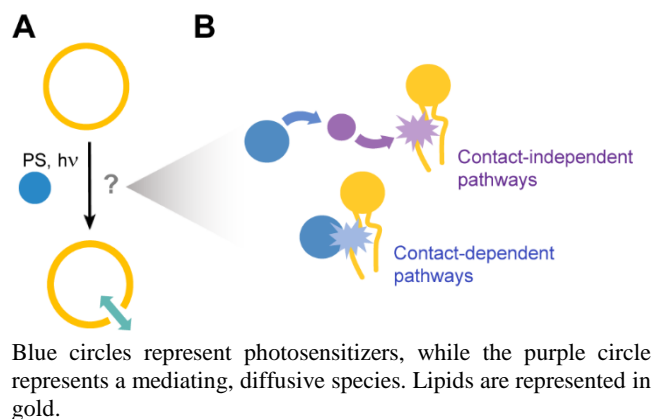 A
B
PS, hν
?
Contact-independent
pathways
Contact-dependent
pathways
Blue circles represent photosensitizers, while the purple circle
represents a mediating, diffusive species. Lipids are represented in
gold.